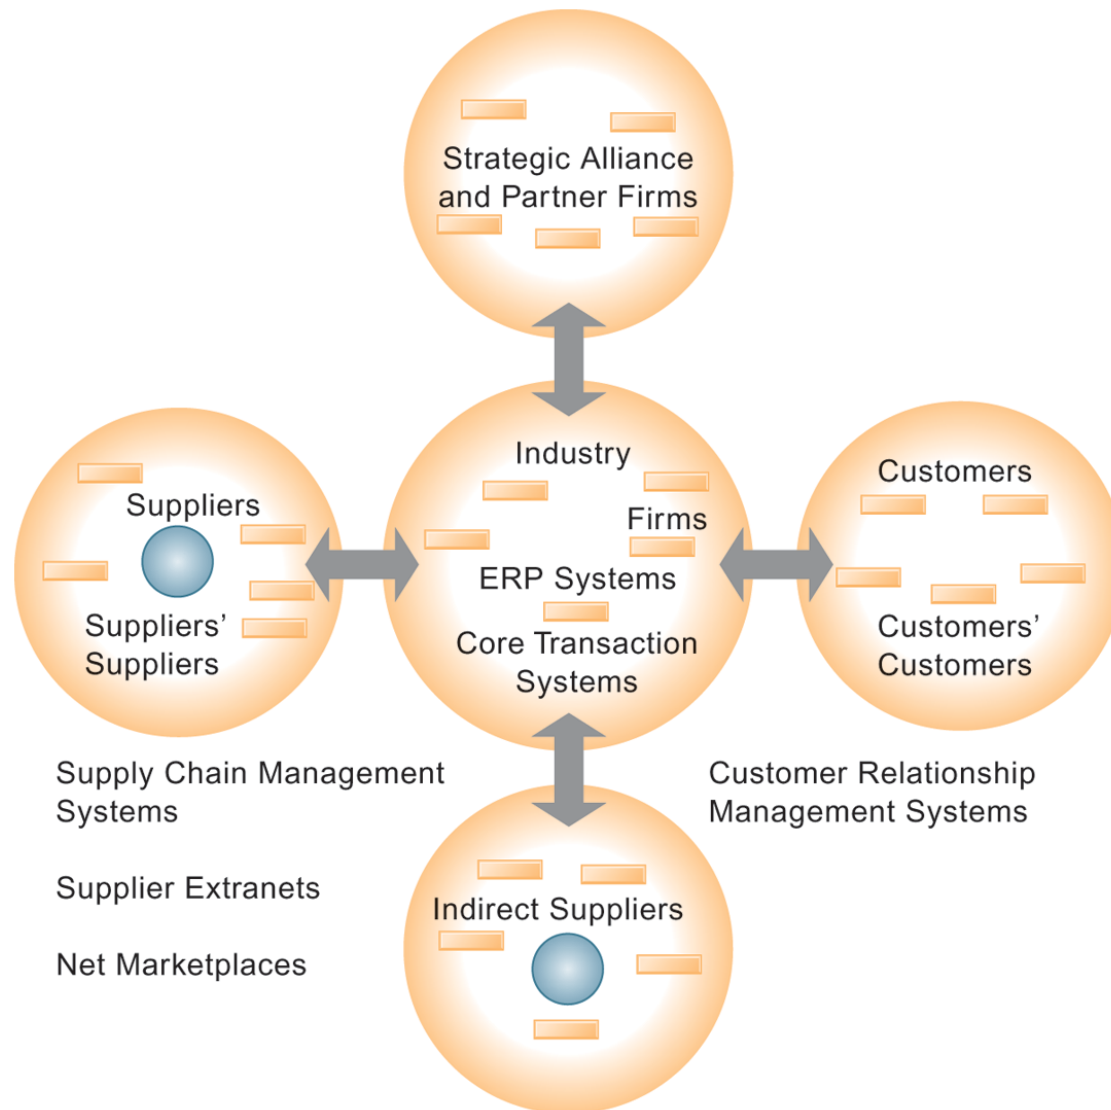 Strategic Alliance
and Partner Firms
Industry
Firms
ERP Systems
Core Transaction
Systems
Suppliers
Suppliers’
Suppliers
Customers
Customers’
Customers
Supply Chain Management
Systems
Supplier Extranets
Net Marketplaces
Customer Relationship
Management Systems
Indirect Suppliers